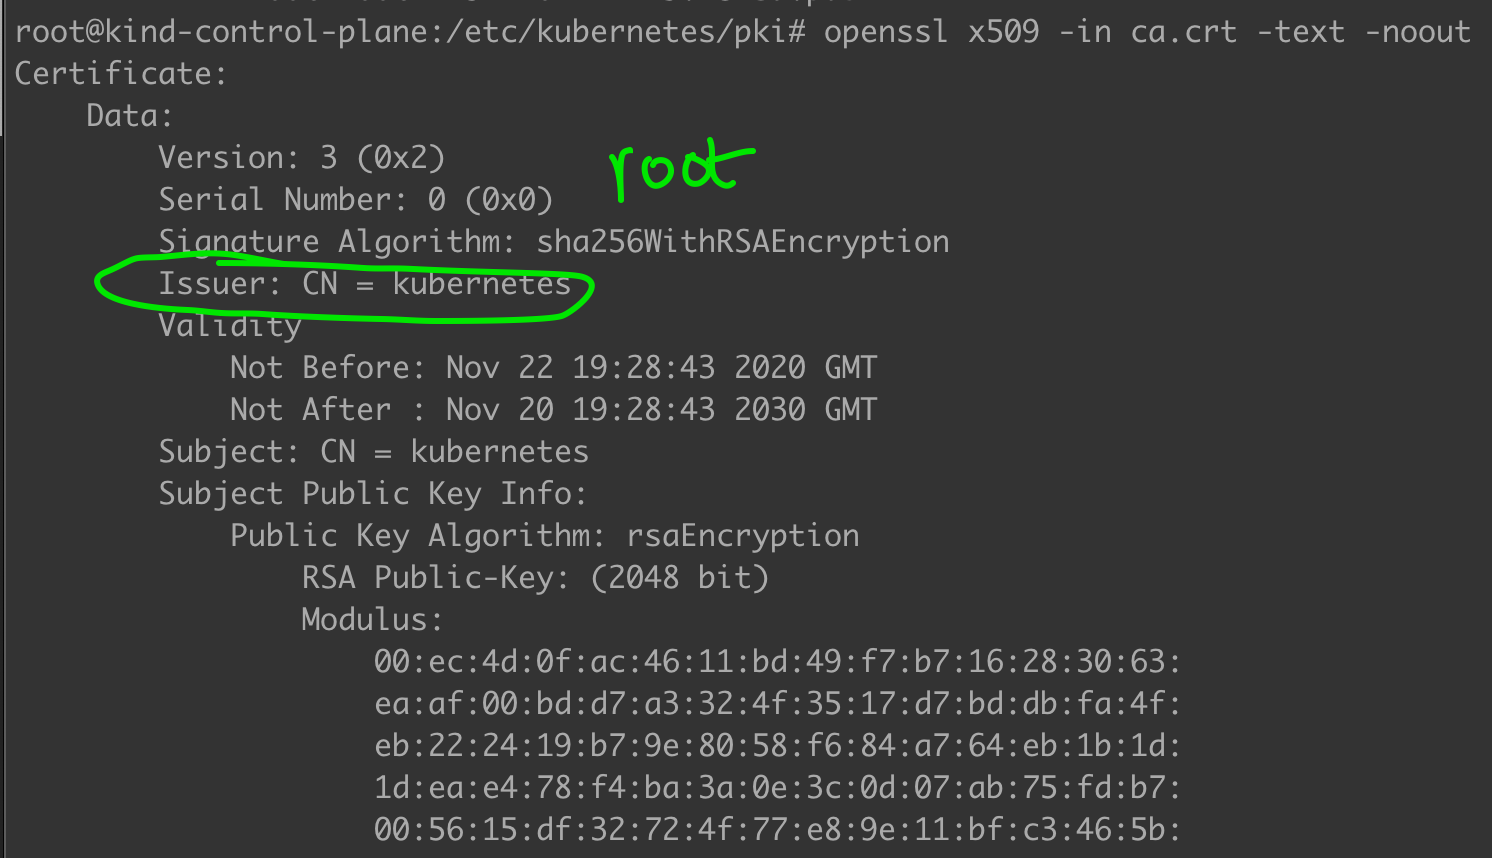 root@kind-control-plane:/etc/kubernetes/pki# openssl x509 -in ca.crt -text -noout
Certificate:
    Data:
        Version: 3 (0x2)
root
        Serial Number: 0 (0x0)
        Signature Algorithm: sha256WithRSAEncryption
        Issuer: CN = kubernetes
        Validity
            Not Before: Nov 22 19:28:43 2020 GMT
            Not After : Nov 20 19:28:43 2030 GMT
        Subject: CN = kubernetes
        Subject Public Key Info:
            Public Key Algorithm: rsaEncryption
                RSA Public-Key: (2048 bit)
                Modulus:
                    00:ec:4d:0f:ac:46:11:bd:49:f7:b7:16:28:30:63:
                    ea:af:00:bd:d7:a3:32:4f:35:17:d7:bd:db:fa:4f:
                    eb:22:24:19:b7:9e:80:58:f6:84:a7:64:eb:1b:1d:
                    1d:ea:e4:78:f4:ba:3a:0e:3c:0d:07:ab:75:fd:b7:
                    00:56:15:df:32:72:4f:77:e8:9e:11:bf:c3:46:5b: